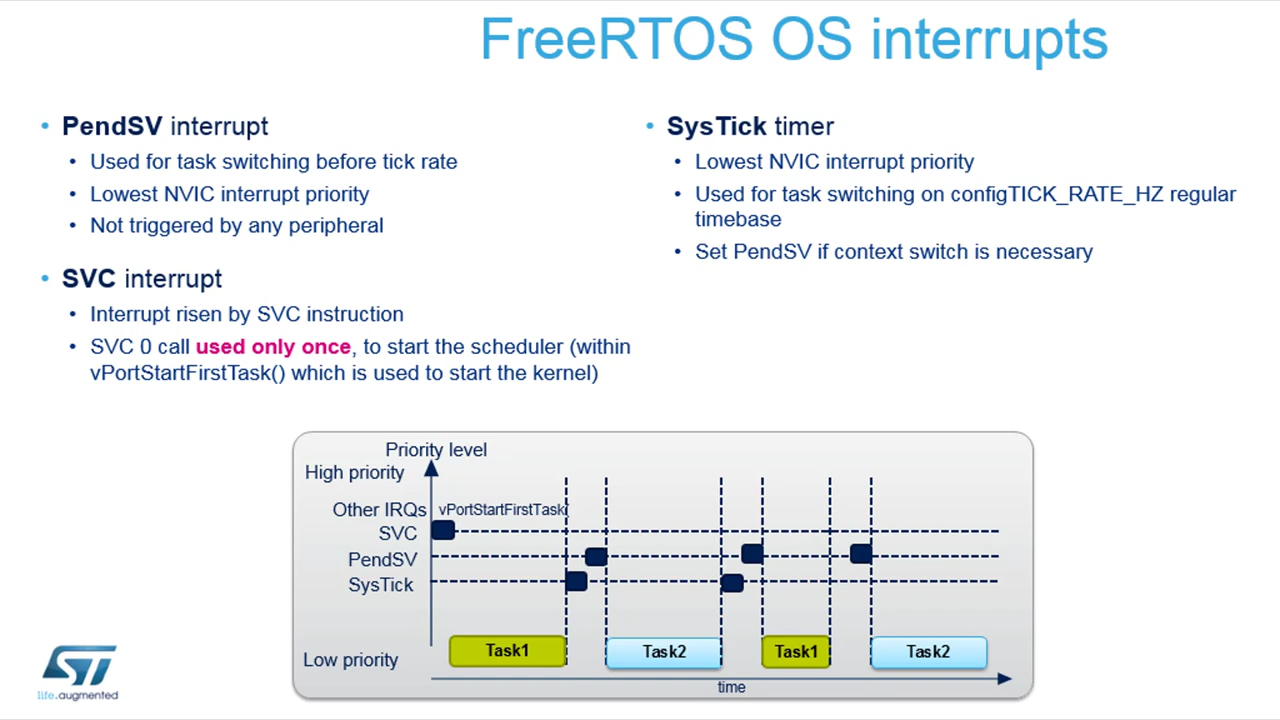 FreeRTOS OS interrupts
• PendSV interrupt
• Used for task switching before tick rate
• Lowest NVIC interrupt priority
• Not triggered by any peripheral
• SVC interrupt
• Interrupt risen by SVC instruction
• SVC 0 call used only once, to start the scheduler (within
vPortStartFirstTask() which is used to start the kernel)
• SysTick timer
• Lowest NVIC interrupt priority
• Used for task switching on configTICK_RATE_HZ regular
timebase
• Set PendSV if context switch is necessary
Priority level
High priority
Other IRQs
vPortStartFirstTask(
SVC
PendSV
SysTick
Low priority
Task1
Task2
Task1
Task2
time
ST
life.augmented